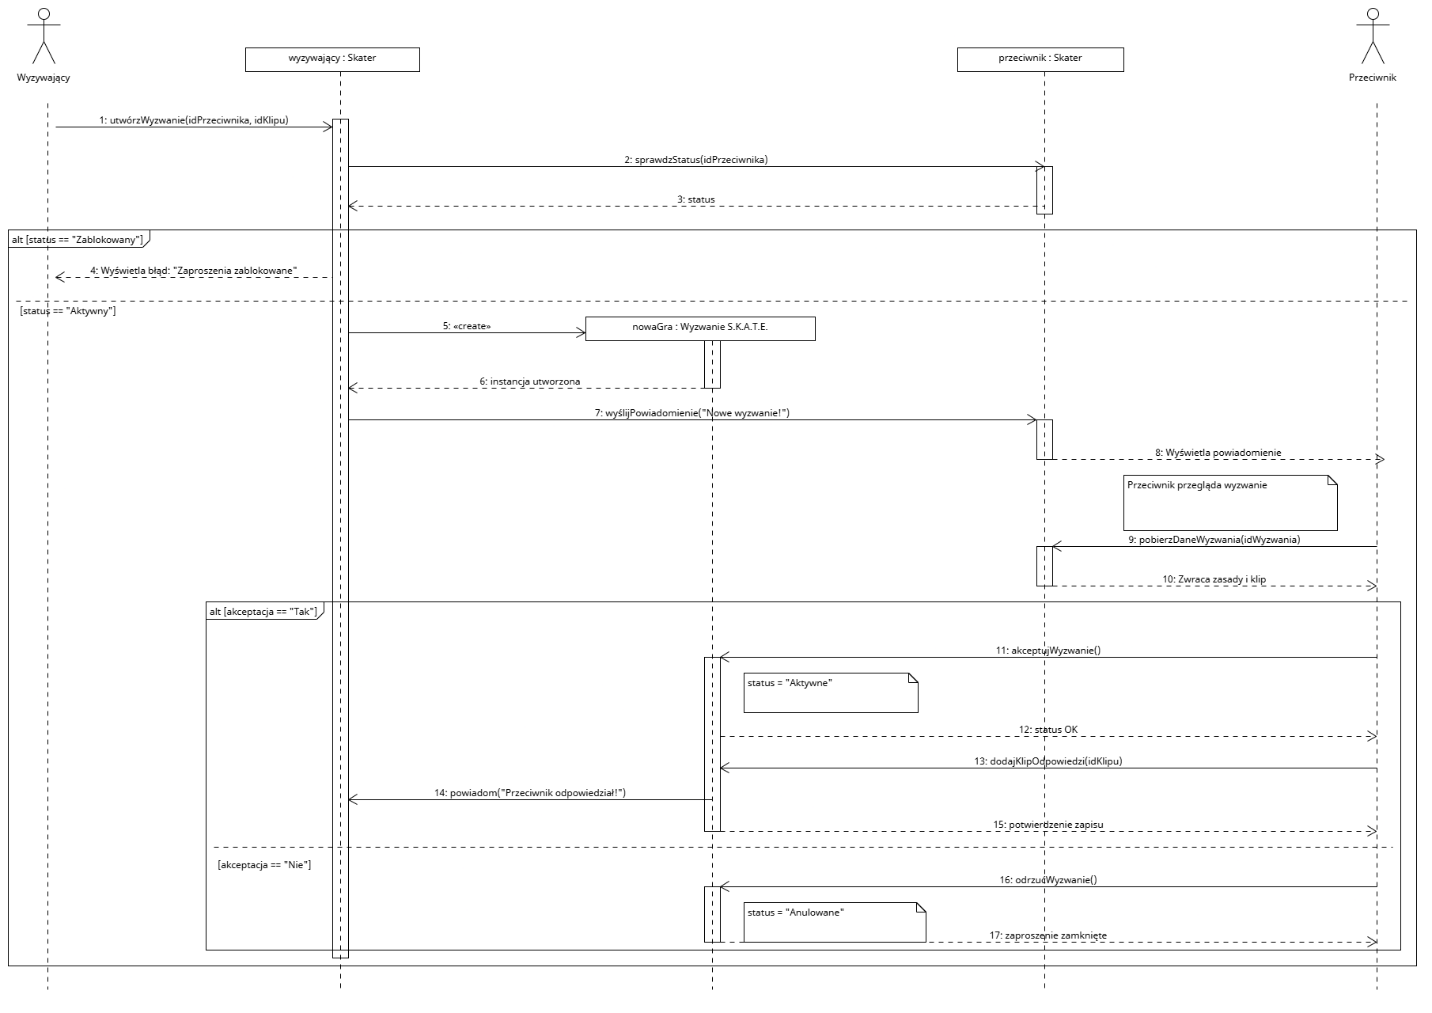 Wyzywający
wyzywający : Skater
przeciwnik : Skater
Przeciwnik
1: utwórzWyzwanie(idPrzeciwnika, idKlipu)
2: sprawdzStatus(idPrzeciwnika)
3: status
alt [status == "Zablokowany"]
4: Wyświetla błąd: "Zaproszenia zablokowane"
[status == "Aktywny"]
5: «create»
nowaGra : Wyzwanie S.K.A.T.E.
6: instancja utworzona
7: wyślijPowiadomienie("Nowe wyzwanie!")
8: Wyświetla powiadomienie
Przeciwnik przegląda wyzwanie
9: pobierzDaneWyzwania(idWyzwania)
10: Zwraca zasady i klip
alt [akceptacja == "Tak"]
11: akceptujWyzwanie()
status = "Aktywne"
12: status OK
13: dodajKlipOdpowiedzi(idKlipu)
14: powiadom("Przeciwnik odpowiedział!")
15: potwierdzenie zapisu
[akceptacja == "Nie"]
16: odrzucWyzwanie()
status = "Anulowane"
17: zaproszenie zamknięte